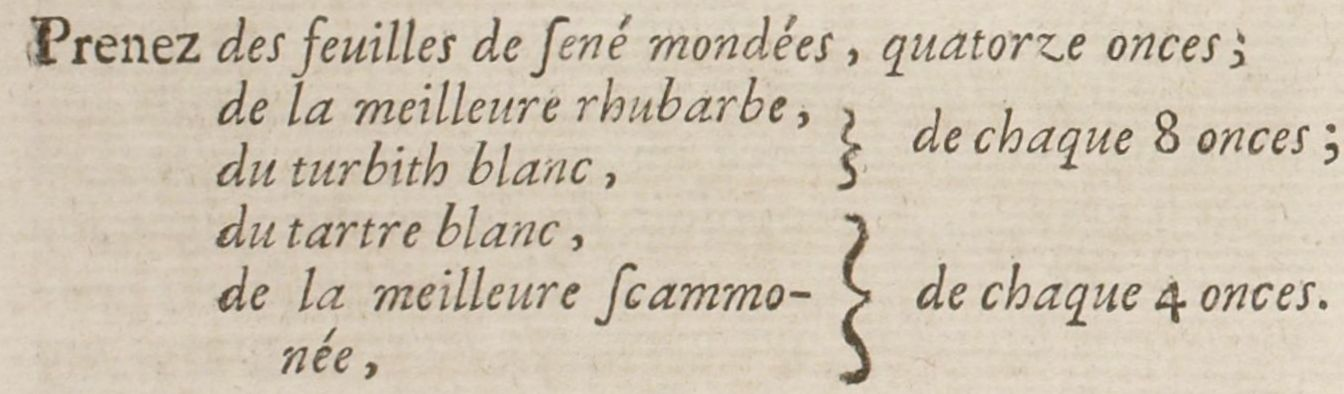 Prenez des feuilles de ſené mondées, quatorze onces;
de la meilleure rhubarbe,
du turbith blanc,
de chaque 8 onces;
du tartre blanc,
de la meilleure ſcammo-
née,
de chaque 4 onces.